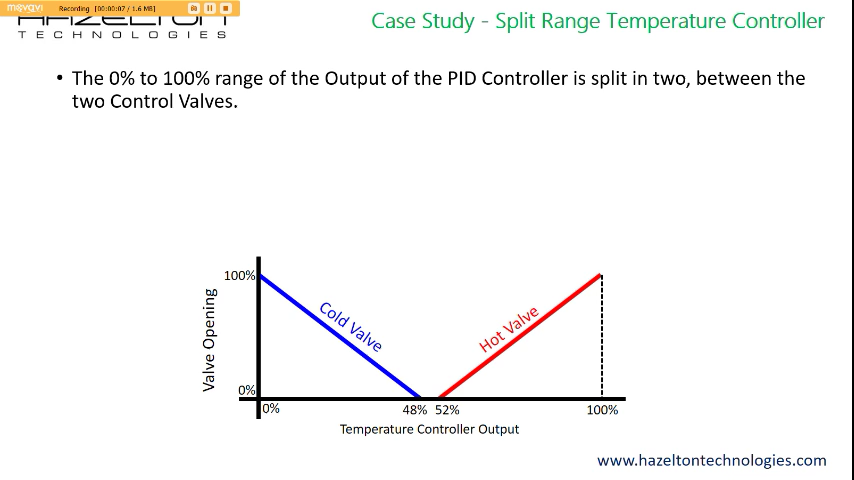 movavi
Recording [00:00:07 / 1.6 MB]
HAZELTON
TECHNOLOGIES
Case Study - Split Range Temperature Controller
• The 0% to 100% range of the Output of the PID Controller is split in two, between the
two Control Valves.
100%
Valve Opening
Cold Valve
Hot Valve
0%
0%
48% 52%
100%
Temperature Controller Output
www.hazeltontechnologies.com